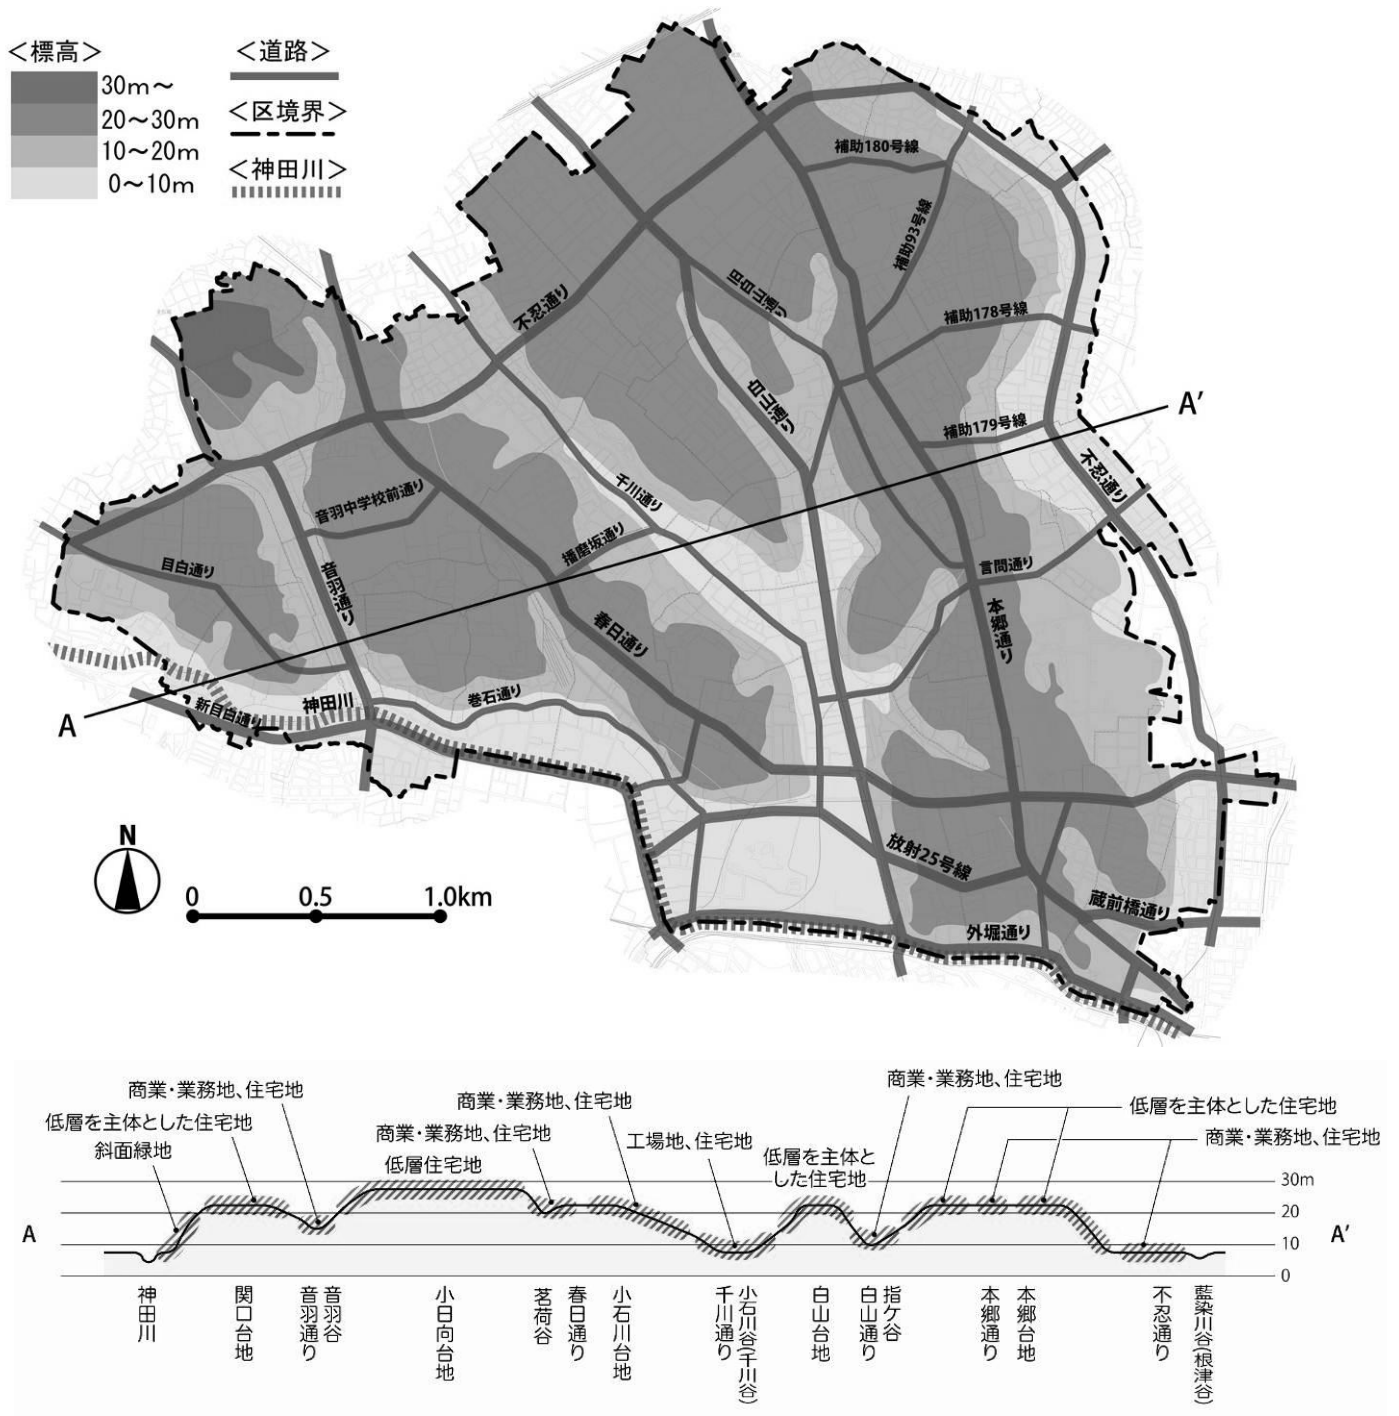 <標高>
30m~
20~30m
10~20m
0~10m
<道路>
<区境界>
<神田川>
補助180号線
補助93号線
旧白山通り
不忍通り
補助178号線
白山通り
A’
補助179号線
不忍通り
千川通り
音羽中学校前通り
播磨坂通り
目白通り
音羽通り
言問通り
本郷通り
春日通り
巻石通り
神田川
新目白通り
A
N
0 0.5 1.0km
放射25号線
蔵前橋通り
外堀通り
商業・業務地、住宅地
低層を主体とした住宅地
斜面緑地
商業・業務地、住宅地
商業・業務地、住宅地
低層住宅地
工場地、住宅地
低層を主体と
した住宅地
商業・業務地、住宅地
低層を主体とした住宅地
商業・業務地、住宅地
30m
20
10
0
A
A’
神田川
関口台地
音羽通り
音羽谷
小日向台地
茗荷谷
春日通り
小石川台地
千川通り
小石川谷(千川谷)
白山台地
白山通り
指ケ谷
本郷通り
本郷台地
不忍通り
藍染川谷(根津谷)